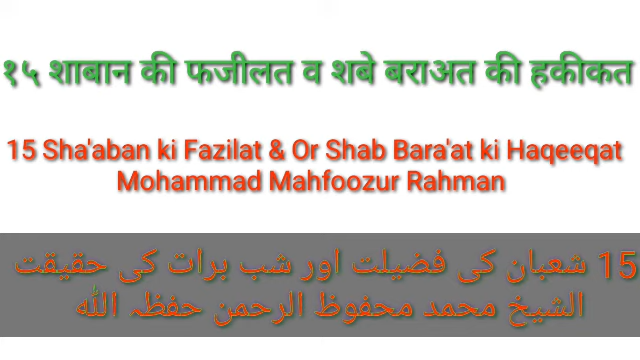 १५ शाबान की फजीलत व शबे बराअत की हकीकत
15 Sha'aban ki Fazilat & Or Shab Bara'at ki Haqeeqat
Mohammad Mahfoozur Rahman
15 شعبان کی فضیلت اور شب برات کی حقیقت
الشیخ محمد محفوظ الرحمن حفظہ اللہ